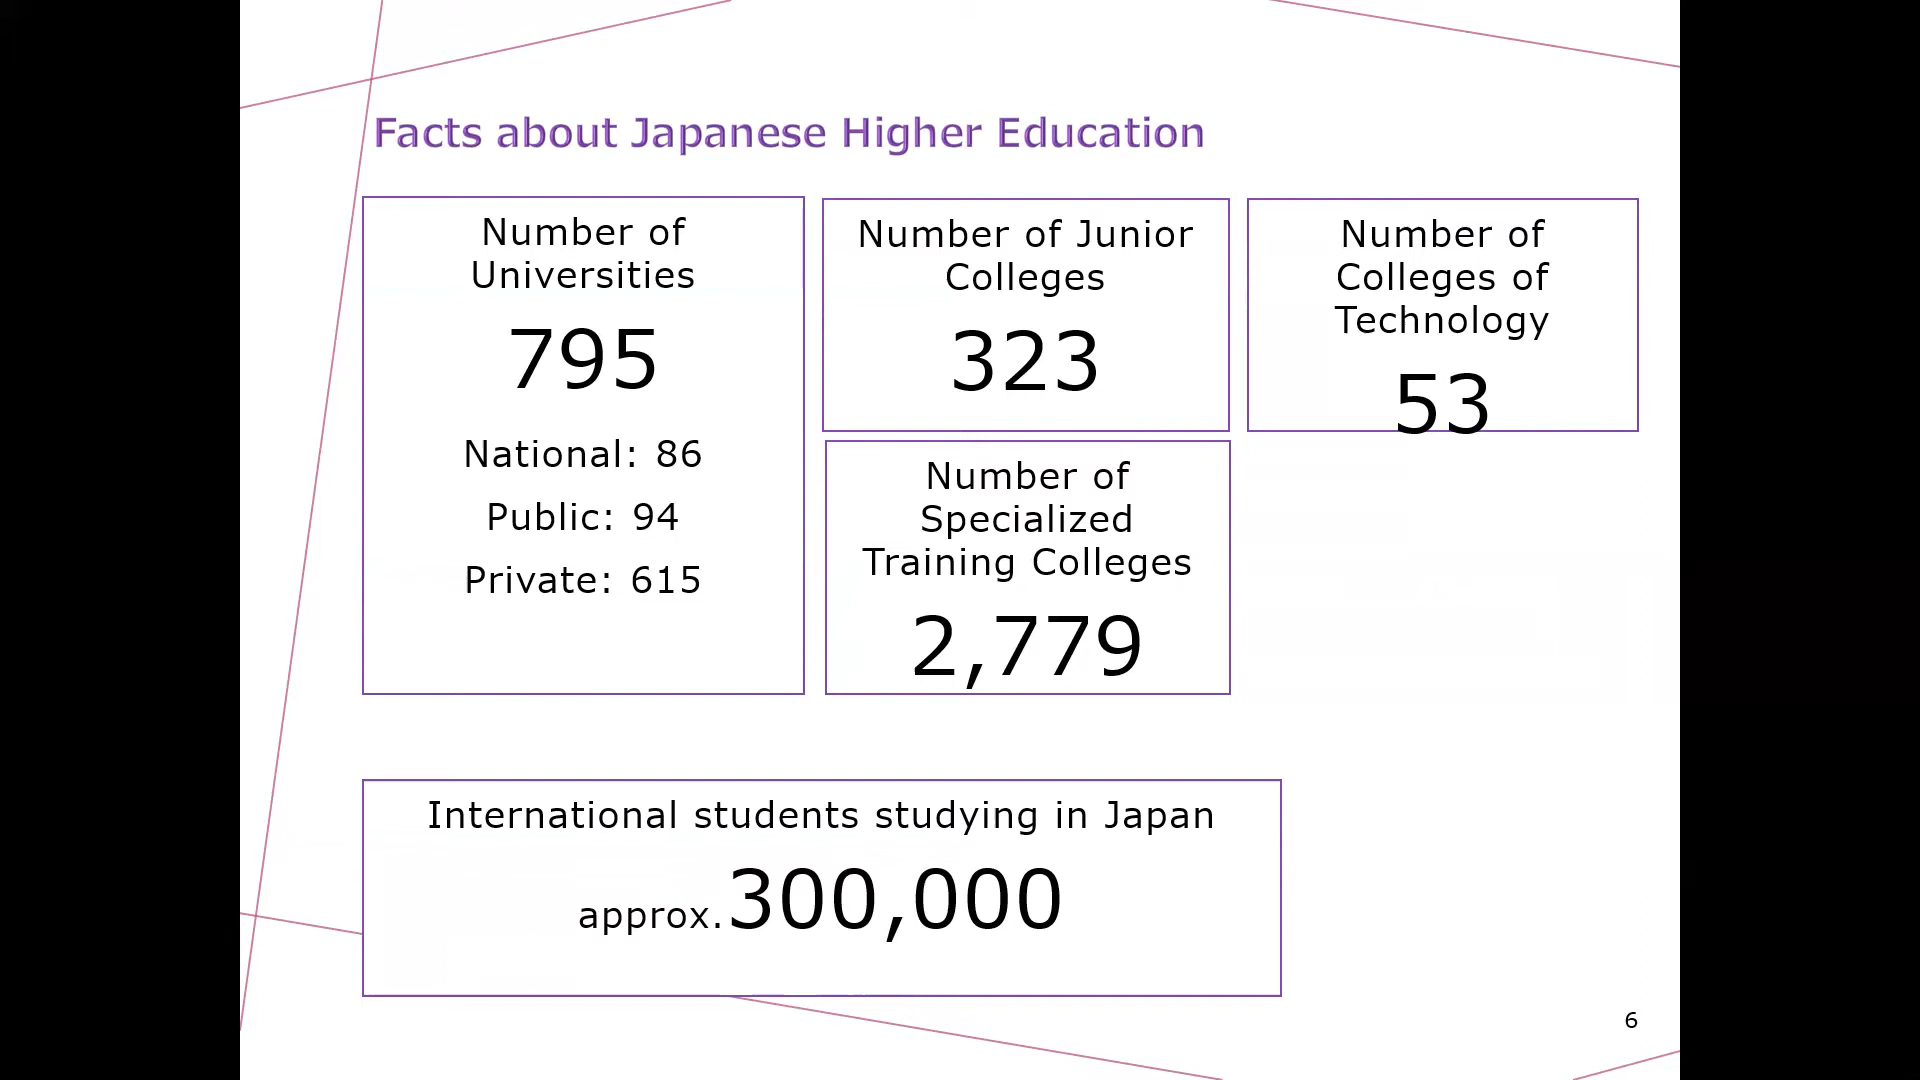 Facts about Japanese Higher Education
Number of
Universities
795
National: 86
Public: 94
Private: 615
Number of Junior
Colleges
323
Number of
Colleges of
Technology
53
Number of
Specialized
Training Colleges
2,779
International students studying in Japan
approx.300,000
6